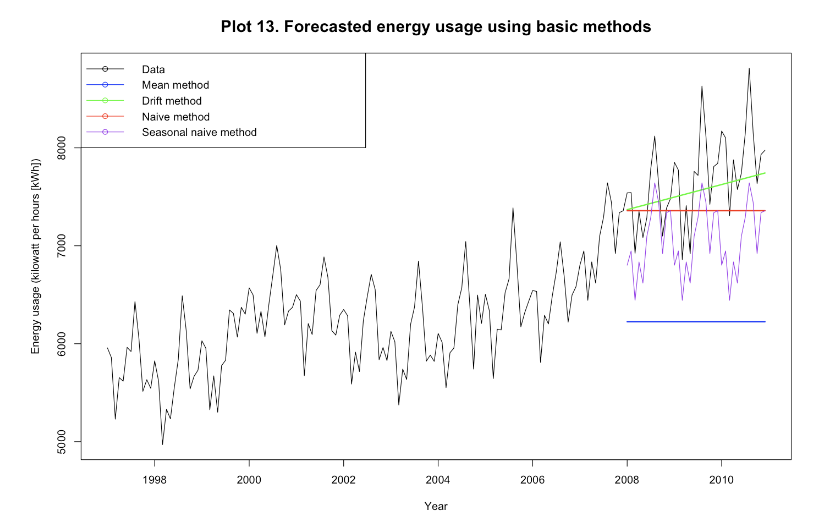 Plot 13. Forecasted energy usage using basic methods
Data
Mean method
Drift method
Naive method
Seasonal naive method
Energy usage (kilowatt per hours [kWh])
8000
7000
6000
5000
1998
2000
2002
2004
2006
2008
2010
Year